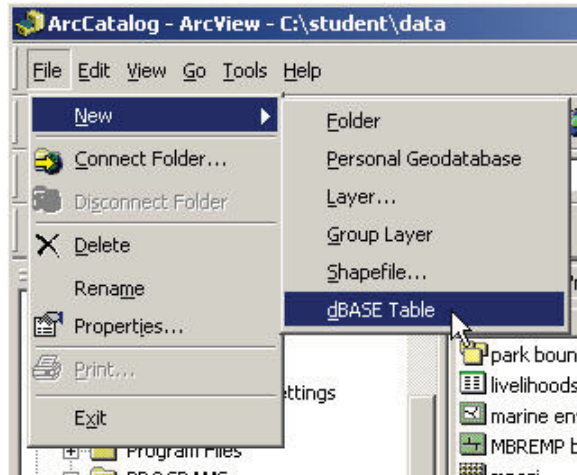 ArcCatalog - ArcView - C:\student\data
File Edit View Go Tools Help
New
Connect Folder...
Disconnect Folder
Delete
Rename
Properties...
Print...
Exit
Folder
Personal Geodatabase
Layer...
Group Layer
Shapefile...
dBASE Table
ettings
Program Files
park boun
livelihoods
marine en
MBREMP b